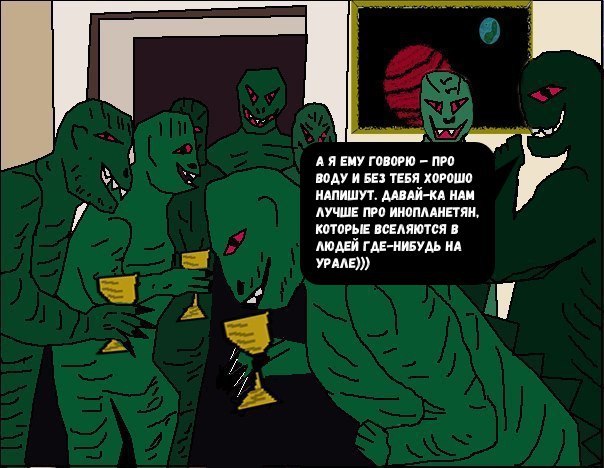 А Я ЕМУ ГОВОРЮ – ПРО
ВОДУ И БЕЗ ТЕБЯ ХОРОШО
НАПИШУТ. ДАВАЙ-КА НАМ
ЛУЧШЕ ПРО ИНОПЛАНЕТЯН,
КОТОРЫЕ ВСЕЛЯЮТСЯ В
ЛЮДЕЙ ГДЕ-НИБУДЬ НА
УРАЛЕ)))